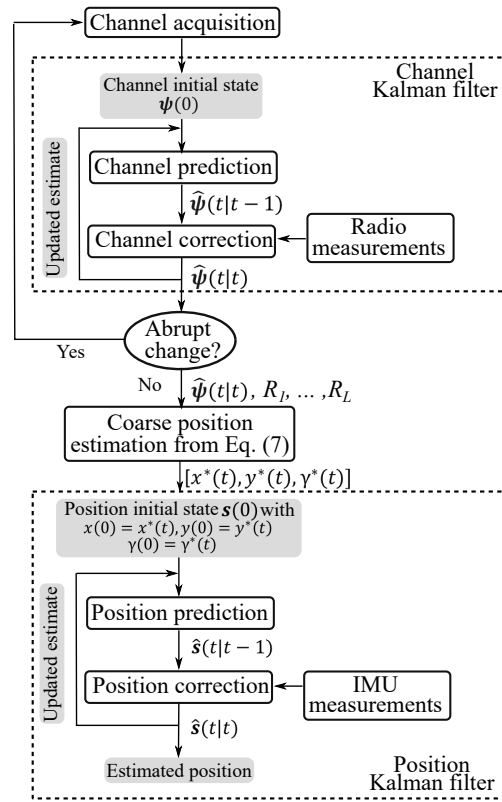 Channel acquisition
Channel
Kalman filter
Channel initial state
𝝍(0)
Updated estimate
Channel prediction
𝝍̂(t|t−1)
Channel correction
Radio
measurements
𝝍̂(t|t)
Abrupt
change?
Yes
No
𝝍̂(t|t), R_1, … ,R_L
Coarse position
estimation from Eq. (7)
[x*(t), y*(t), γ*(t)]
Position initial state 𝒔(0) with
x(0) = x*(t), y(0) = y*(t)
γ(0) = γ*(t)
Updated estimate
Position prediction
𝒔̂(t|t−1)
Position correction
IMU
measurements
𝒔̂(t|t)
Estimated position
Position
Kalman filter